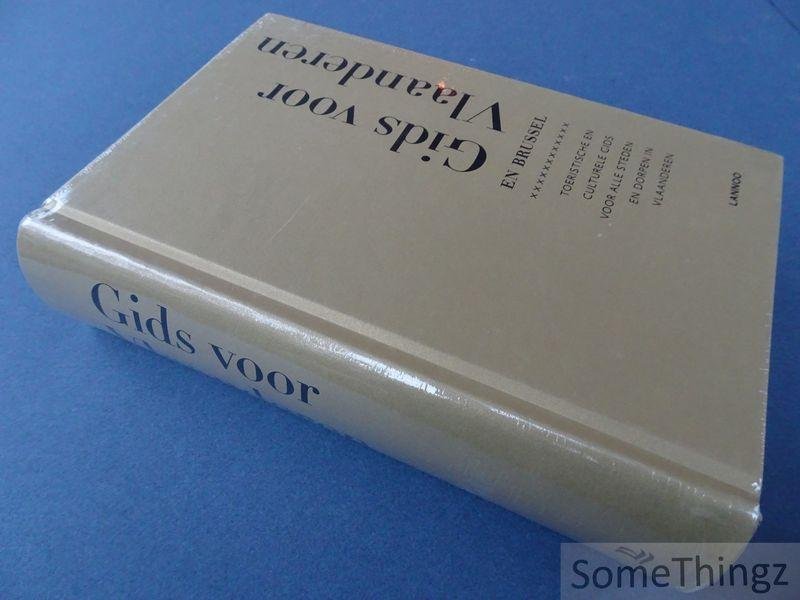 Gids voor
Vlaanderen
EN BRUSSEL
xxxxxxxxxxxx
TOERISTISCHE EN
CULTURELE GIDS
VOOR ALLE STEDEN
EN DORPEN IN
VLAANDEREN
LANNOO
Gids voor
SomeThingz